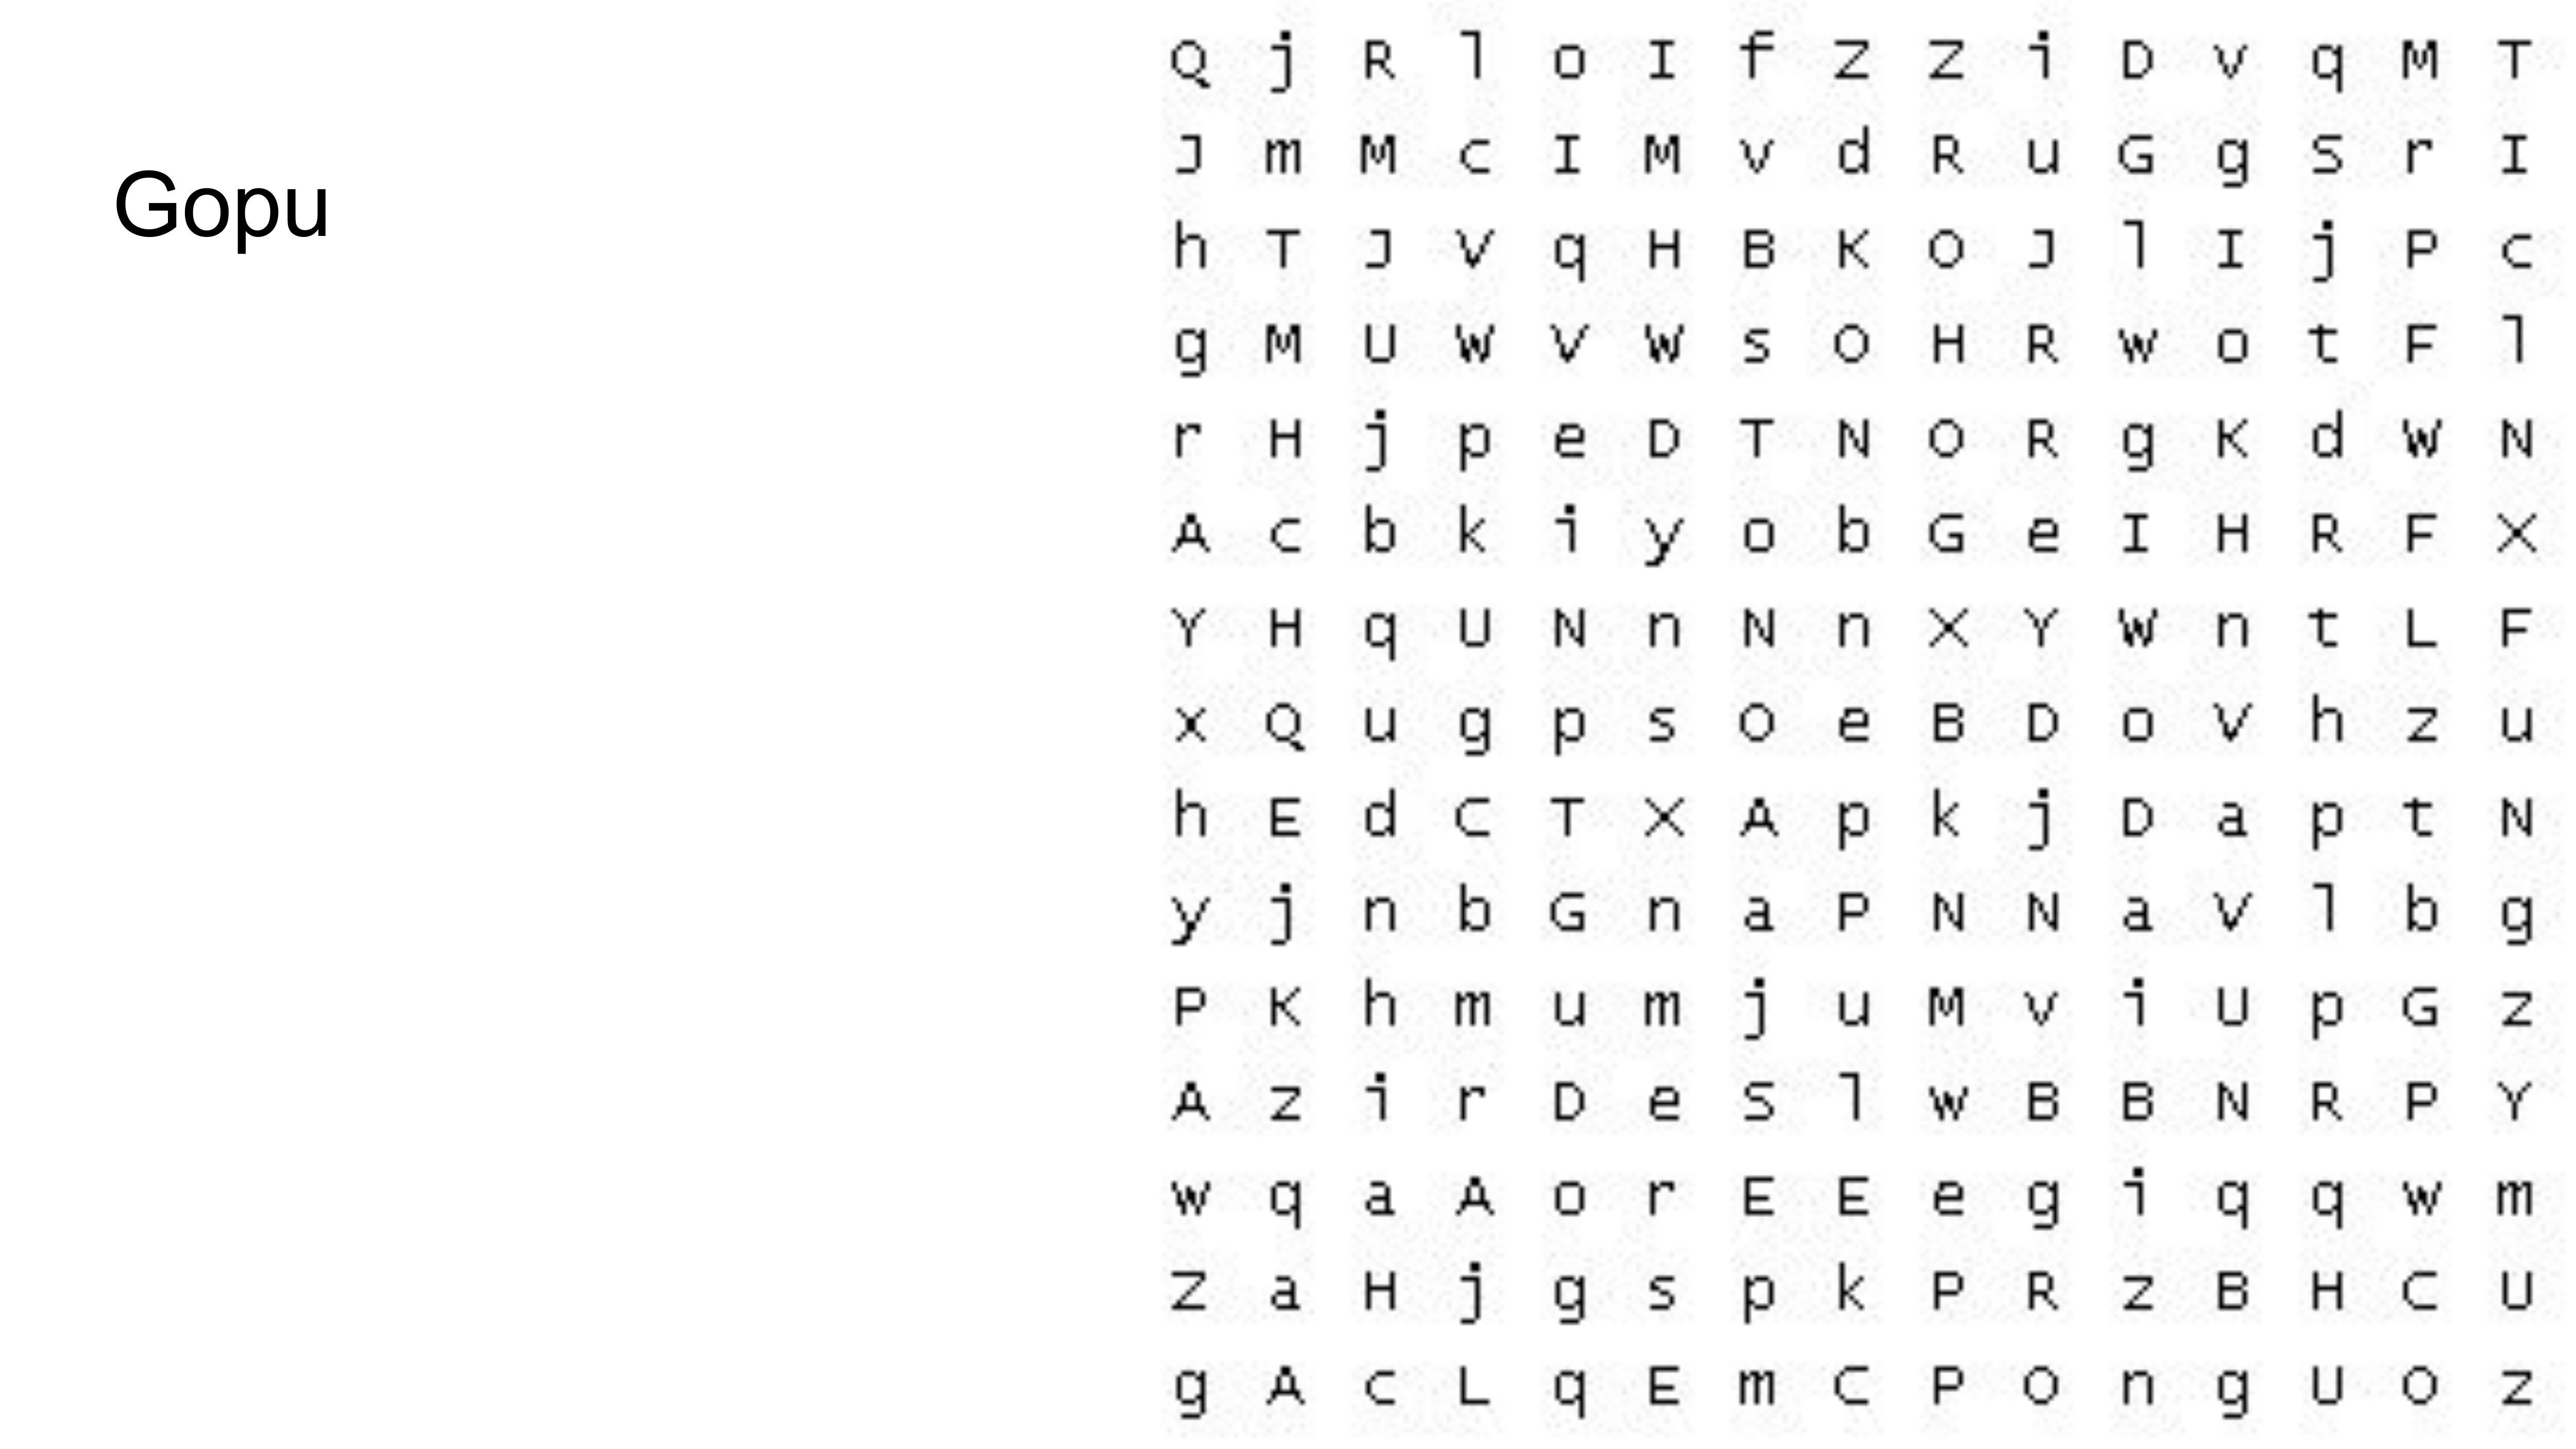 Gopu
Q j R l o I f Z Z i D v q M T
J m M c I M v d R u G g S r I
h T J V q H B K O J l I j P c
g M U W V W s O H R w o t F l
r H j p e D T N O R g K d W N
A c b k i y o b G e I H R F X
Y H q U N n N n X Y W n t L F
x Q u g p s O e B D o V h z u
h E d C T X A p k j D a p t N
y j n b G n a P N N a V l b g
P K h m u m j u M v i U p G z
A z i r D e S l w B B N R P Y
w q a A o r E E e g i q q w m
Z a H j g s p k P R z B H C U
g A c L q E m C P O n g U O z